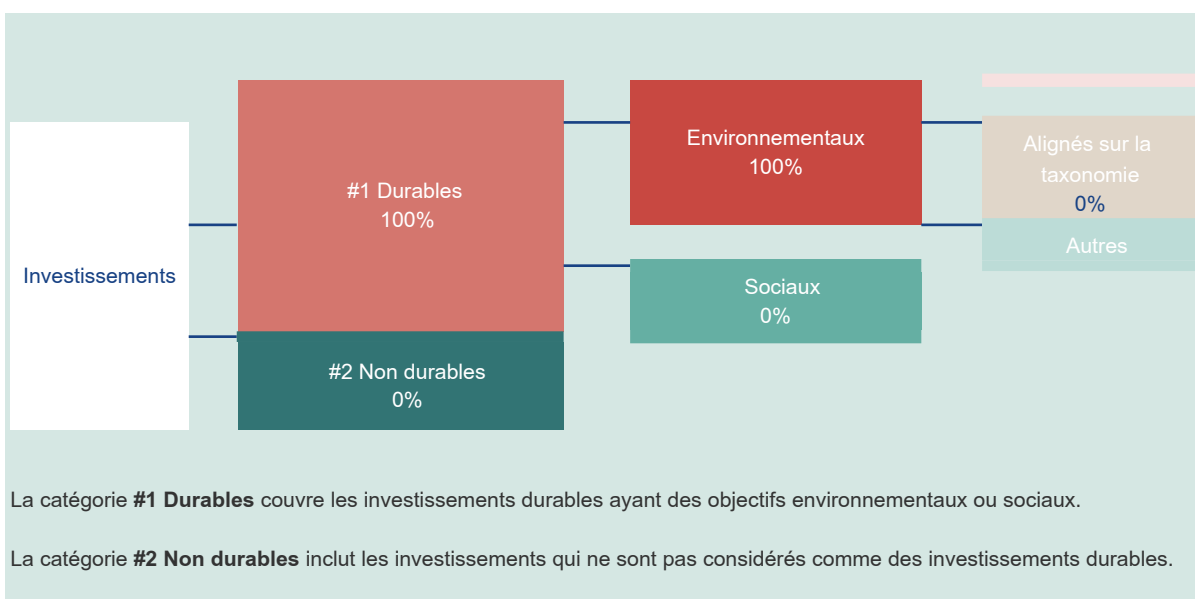 Investissements
#1 Durables
100%
#2 Non durables
0%
Environnementaux
100%
Sociaux
0%
Alignés sur la
taxonomie
0%
Autres
La catégorie #1 Durables couvre les investissements durables ayant des objectifs environnementaux ou sociaux.
La catégorie #2 Non durables inclut les investissements qui ne sont pas considérés comme des investissements durables.